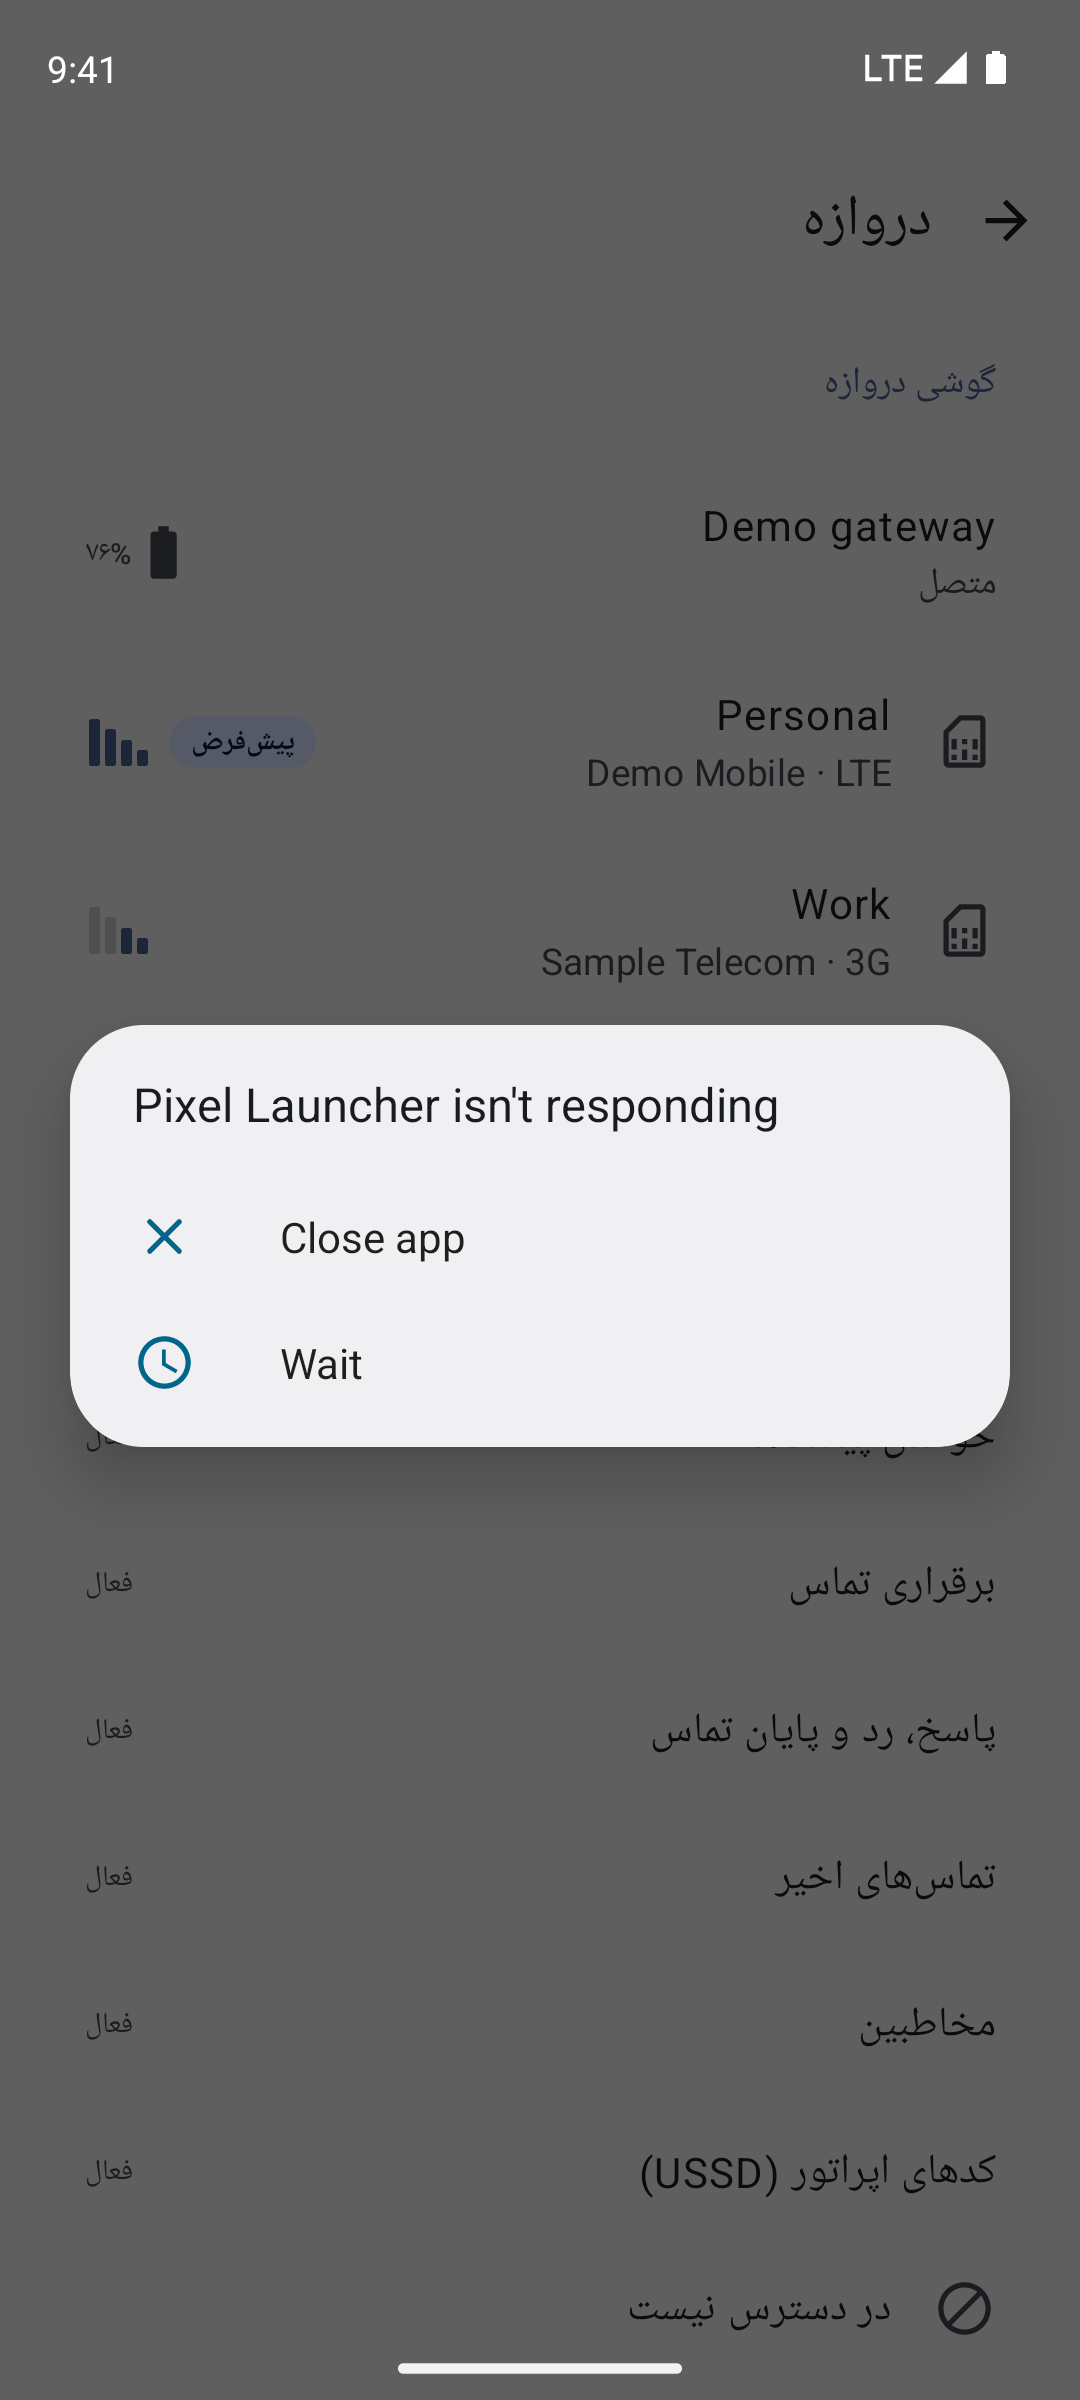 9:41
LTE
دروازه
گوشی دروازه
Demo gateway
متصل
۷۶%
Personal
Demo Mobile · LTE
پیش‌فرض
Work
Sample Telecom · 3G
Pixel Launcher isn't responding
Close app
Wait
برقراری تماس
فعال
پاسخ، رد و پایان تماس
فعال
تماس‌های اخیر
فعال
مخاطبین
فعال
کدهای اپراتور (USSD)
فعال
در دسترس نیست